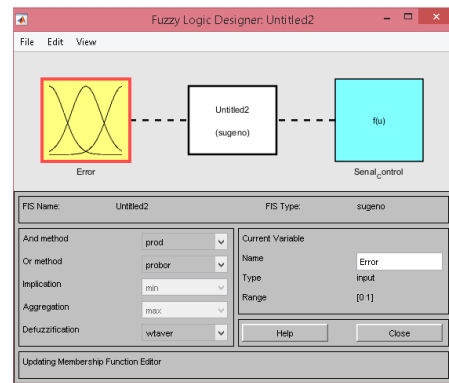 Fuzzy Logic Designer: Untitled2
File Edit View
Untitled2
(sugeno)
f(u)
Error
Senal_Control
FIS Name: Untitled2 FIS Type: sugeno
And method prod
Or method probor
Implication min
Aggregation max
Defuzzification wtaver
Current Variable
Name Error
Type input
Range [0 1]
Help Close
Updating Membership Function Editor